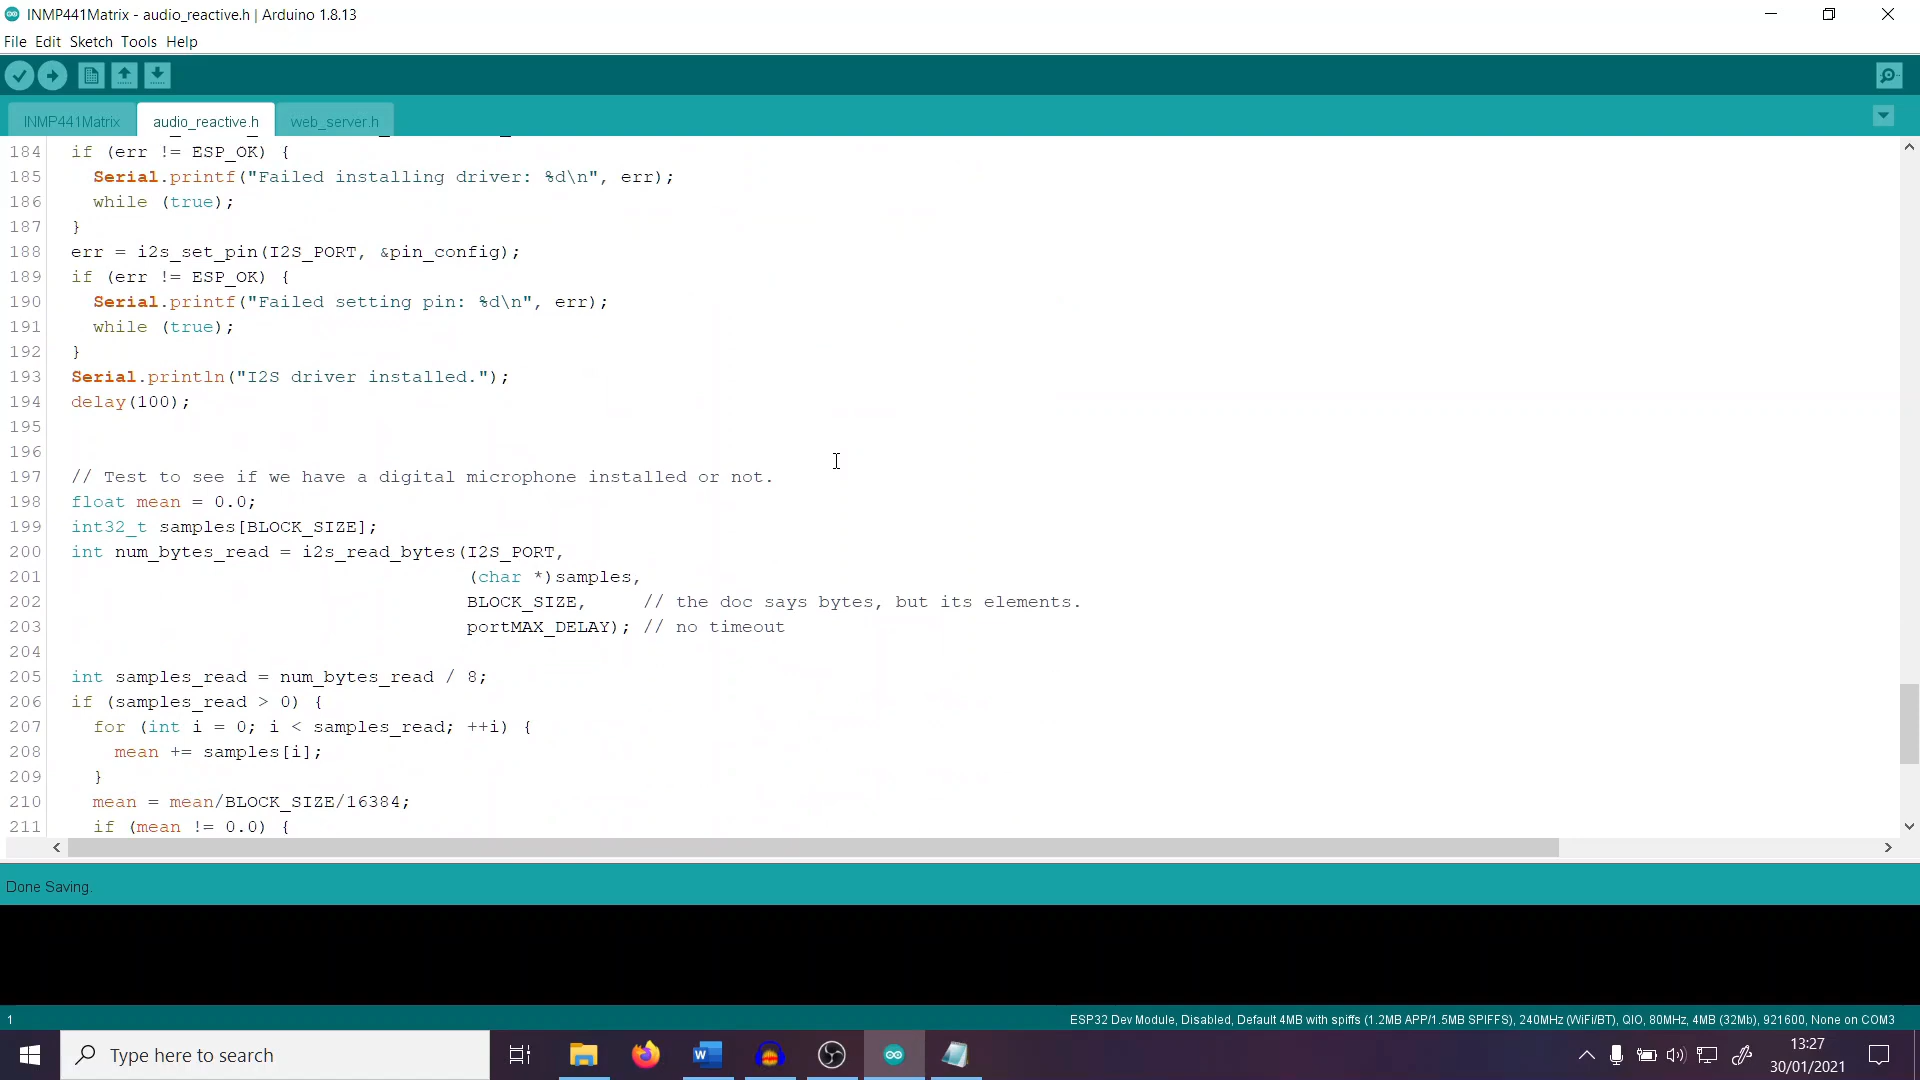 INMP441Matrix - audio_reactive.h | Arduino 1.8.13
File Edit Sketch Tools Help
INMP441Matrix audio_reactive.h web_server.h
184 if (err != ESP_OK) {
185 Serial.printf("Failed installing driver: %d\n", err);
186 while (true);
187 }
188 err = i2s_set_pin(I2S_PORT, &pin_config);
189 if (err != ESP_OK) {
190 Serial.printf("Failed setting pin: %d\n", err);
191 while (true);
192 }
193 Serial.println("I2S driver installed.");
194 delay(100);
195
196
197 // Test to see if we have a digital microphone installed or not.
198 float mean = 0.0;
199 int32_t samples[BLOCK_SIZE];
200 int num_bytes_read = i2s_read_bytes(I2S_PORT,
201 (char *)samples,
202 BLOCK_SIZE, // the doc says bytes, but its elements.
203 portMAX_DELAY); // no timeout
204
205 int samples_read = num_bytes_read / 8;
206 if (samples_read > 0) {
207 for (int i = 0; i < samples_read; ++i) {
208 mean += samples[i];
209 }
210 mean = mean/BLOCK_SIZE/16384;
211 if (mean != 0.0) {
Done Saving.
1 ESP32 Dev Module, Disabled, Default 4MB with spiffs (1.2MB APP/1.5MB SPIFFS), 240MHz (WiFi/BT), QIO, 80MHz, 4MB (32Mb), 921600, None on COM3
Type here to search
13:27
30/01/2021